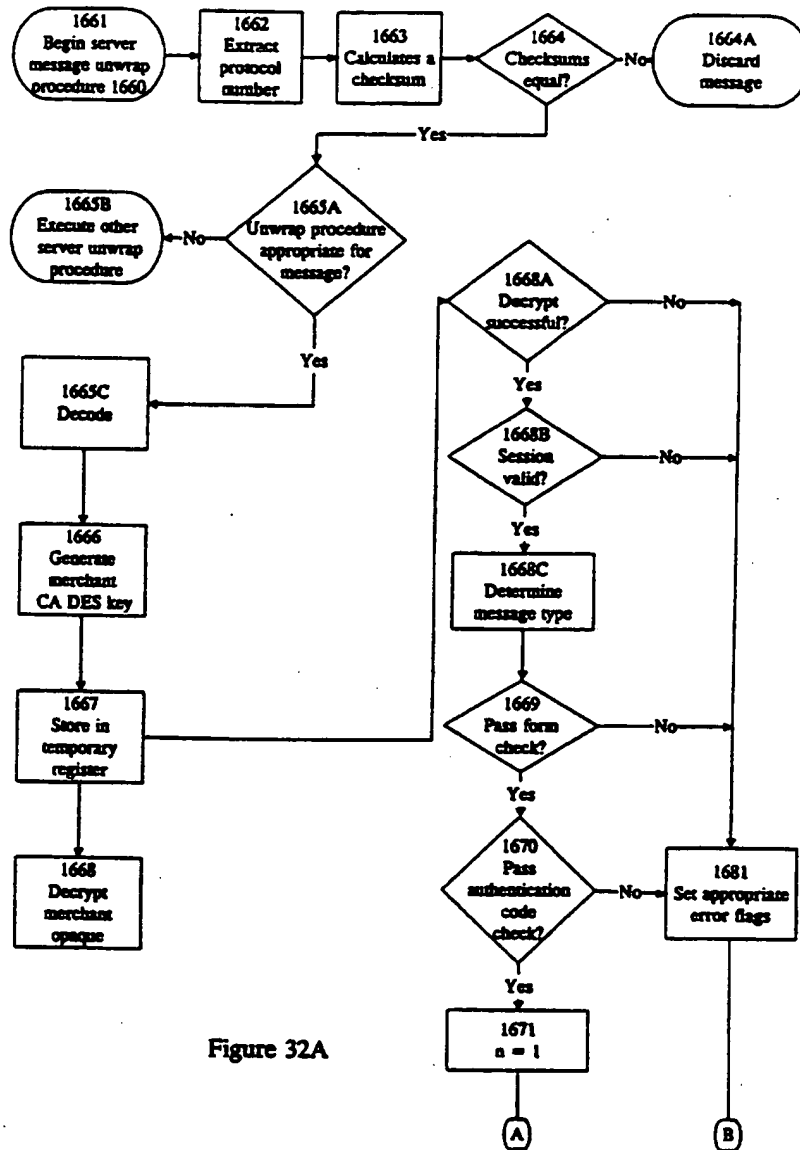 1661
Begin server
message unwrap
procedure 1660
1662
Extract
protocol
number
1663
Calculates a
checksum
1664
Checksums
equal?
No
1664A
Discard
message
Yes
1665A
Unwrap procedure
appropriate for
message?
No
1665B
Execute other
server unwrap
procedure
Yes
1665C
Decode
1666
Generate
merchant
CA DES key
1667
Store in
temporary
register
1668
Decrypt
merchant
opaque
1668A
Decrypt
successful?
No
Yes
1668B
Session
valid?
No
Yes
1668C
Determine
message type
1669
Pass form
check?
No
Yes
1670
Pass
authentication
code
check?
No
1681
Set appropriate
error flags
Yes
1671
n = 1
A
B
Figure 32A